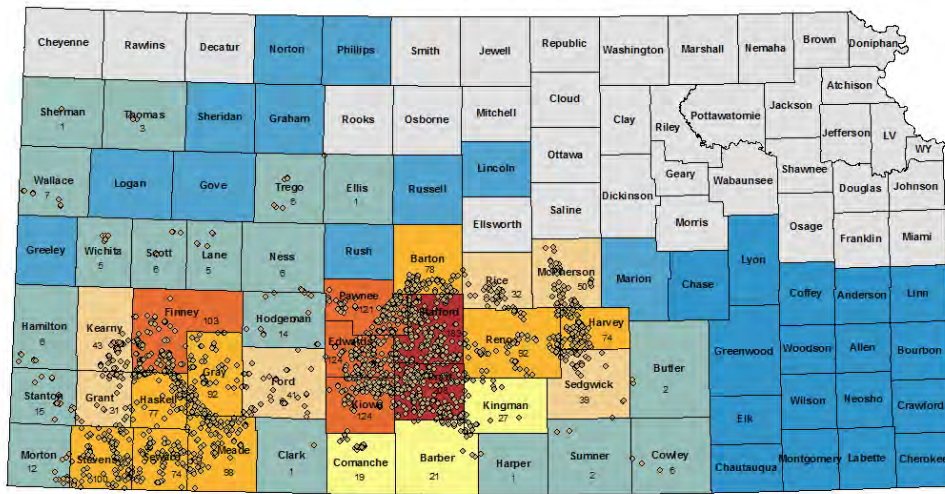 Cheyenne
Rawlins
Decatur
Norton
Phillips
Smith
Jewell
Republic
Washington
Marshall
Nemaha
Brown
Doniphan
Sherman
1
Thomas
3
Sheridan
Graham
Rooks
Osborne
Mitchell
Cloud
Clay
Riley
Pottawatomie
Jackson
Atchison
Jefferson
LV
WY
Wallace
7
Logan
Gove
Trego
Ellis
1
Russell
Lincoln
Ottawa
Dickinson
Geary
Wabaunsee
Shawnee
Douglas
Johnson
Greeley
Wichita
5
Scott
6
Lane
5
Ness
6
Rush
Barton
78
Ellsworth
Saline
Rice
32
McPherson
50
Marion
Morris
Chase
Lyon
Osage
Franklin
Miami
Hamilton
Kearny
43
Finney
103
Hodgeman
14
Pawnee
121
Stafford
Reno
92
Harvey
74
Coffey
Anderson
Linn
Stanton
15
Grant
31
Haskell
77
Gray
92
Ford
41
Edwards
Kiowa
124
Kingman
27
Sedgwick
39
Butler
2
Greenwood
Woodson
Allen
Bourbon
Elk
Wilson
Neosho
Crawford
Morton
12
Stevens
100
Seward
74
Meade
98
Clark
1
Comanche
19
Barber
21
Harper
1
Sumner
2
Cowley
6
Chautauqua
Montgomery
Labette
Cherokee